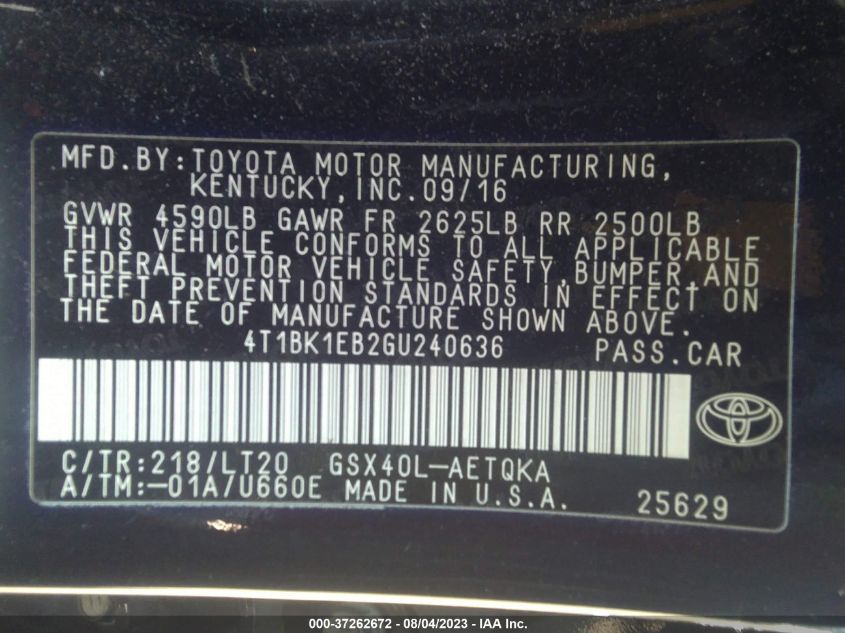 MFD.BY:TOYOTA MOTOR MANUFACTURING,
KENTUCKY,INC.09/16
GVWR 4590LB GAWR FR 2625LB RR 2500LB
THIS VEHICLE CONFORMS TO ALL APPLICABLE
FEDERAL MOTOR VEHICLE SAFETY,BUMPER,AND
THEFT PREVENTION STANDARDS IN EFFECT ON
THE DATE OF MANUFACTURE SHOWN ABOVE.
4T1BK1EB2GU240636 PASS.CAR
C/TR:218/LT20 GSX40L-AETQKA
A/TM:-01A/U660E MADE IN U.S.A. 25629
000-37262672 - 08/04/2023 - IAA Inc.